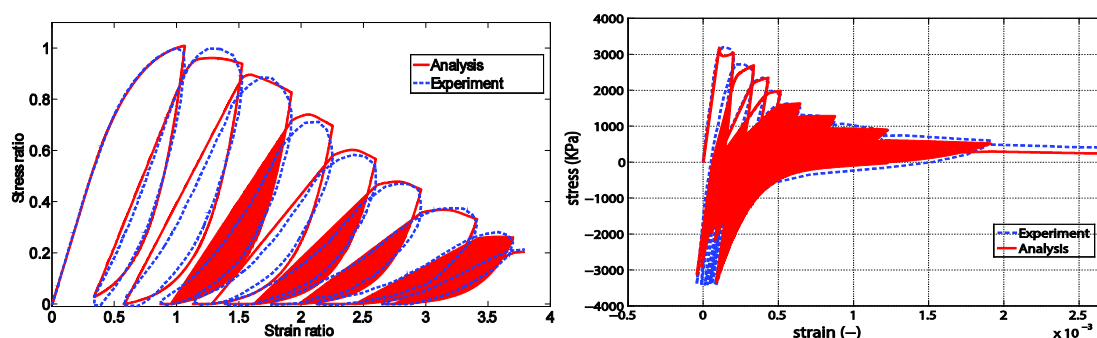 1
0.8
0.6
0.4
0.2
0
0 0.5 1 1.5 2 2.5 3 3.5 4
Stress ratio
Strain ratio
Analysis
Experiment
4000
3000
2000
1000
0
−1000
−2000
−3000
−4000
−0.5 0 0.5 1 1.5 2 2.5
x 10⁻³
stress (KPa)
strain (−)
Experiment
Analysis